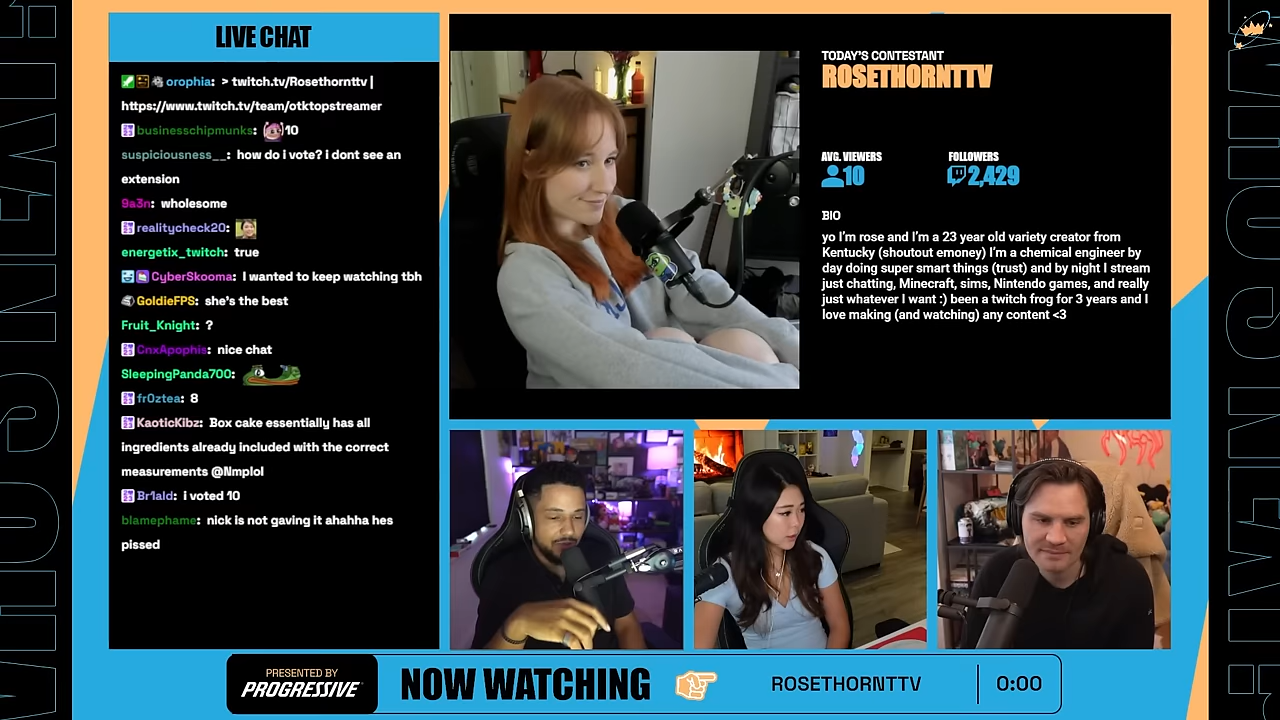 LIVE CHAT
orophia: > twitch.tv/Rosethornttv |
https://www.twitch.tv/team/otktopstreamer
businesschipmunks: 10
suspiciousness__: how do i vote? i dont see an
extension
9a3n: wholesome
realitycheck20:
energetix_twitch: true
CyberSkooma: I wanted to keep watching tbh
GoldieFPS: she's the best
Fruit_Knight: ?
CnxApophis: nice chat
SleepingPanda700:
fr0ztea: 8
KaoticKibz: Box cake essentially has all
ingredients already included with the correct
measurements @Nmplol
Br1ald: i voted 10
blamephame: nick is not gaving it ahahha hes
pissed
TODAY'S CONTESTANT
ROSETHORNTTV
AVG. VIEWERS FOLLOWERS
10 2,429
BIO
yo I'm rose and I'm a 23 year old variety creator from
Kentucky (shoutout emoney) I'm a chemical engineer by
day doing super smart things (trust) and by night I stream
just chatting, Minecraft, sims, Nintendo games, and really
just whatever I want :) been a twitch frog for 3 years and I
love making (and watching) any content <3
PRESENTED BY
PROGRESSIVE
NOW WATCHING
ROSETHORNTTV
0:00